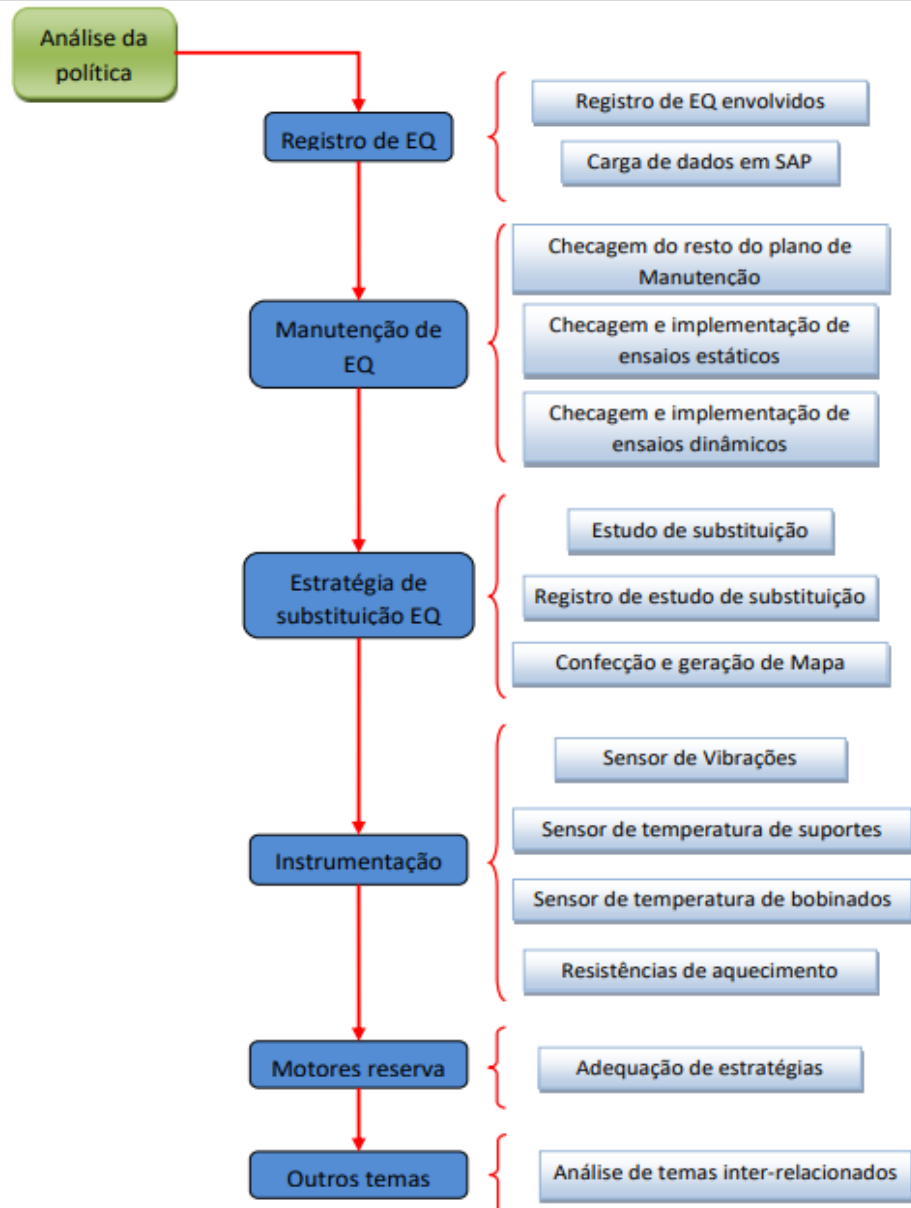 Análise da
política
Registro de EQ
Registro de EQ envolvidos
Carga de dados em SAP
Manutenção de
EQ
Checagem do resto do plano de
Manutenção
Checagem e implementação de
ensaios estáticos
Checagem e implementação de
ensaios dinâmicos
Estratégia de
substituição EQ
Estudo de substituição
Registro de estudo de substituição
Confecção e geração de Mapa
Instrumentação
Sensor de Vibrações
Sensor de temperatura de suportes
Sensor de temperatura de bobinados
Resistências de aquecimento
Motores reserva
Adequação de estratégias
Outros temas
Análise de temas inter-relacionados